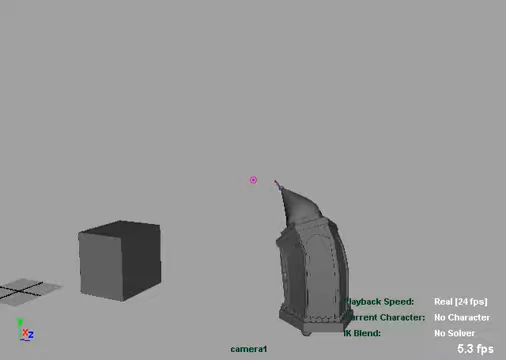 layback Speed: Real [24 fps]
urrent Character: No Character
IK Blend: No Solver
camera1 5.3 fps
y
x z